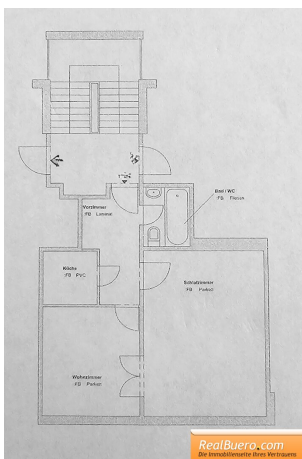 Bad / WC
:FB Fliesen
Vorzimmer
:FB Laminat
Küche
:FB PVC
Schlafzimmer
:FB Parkett
Wohnzimmer
:FB Parkett
RealBuero.com
Die Immobilienseite Ihres Vertrauens